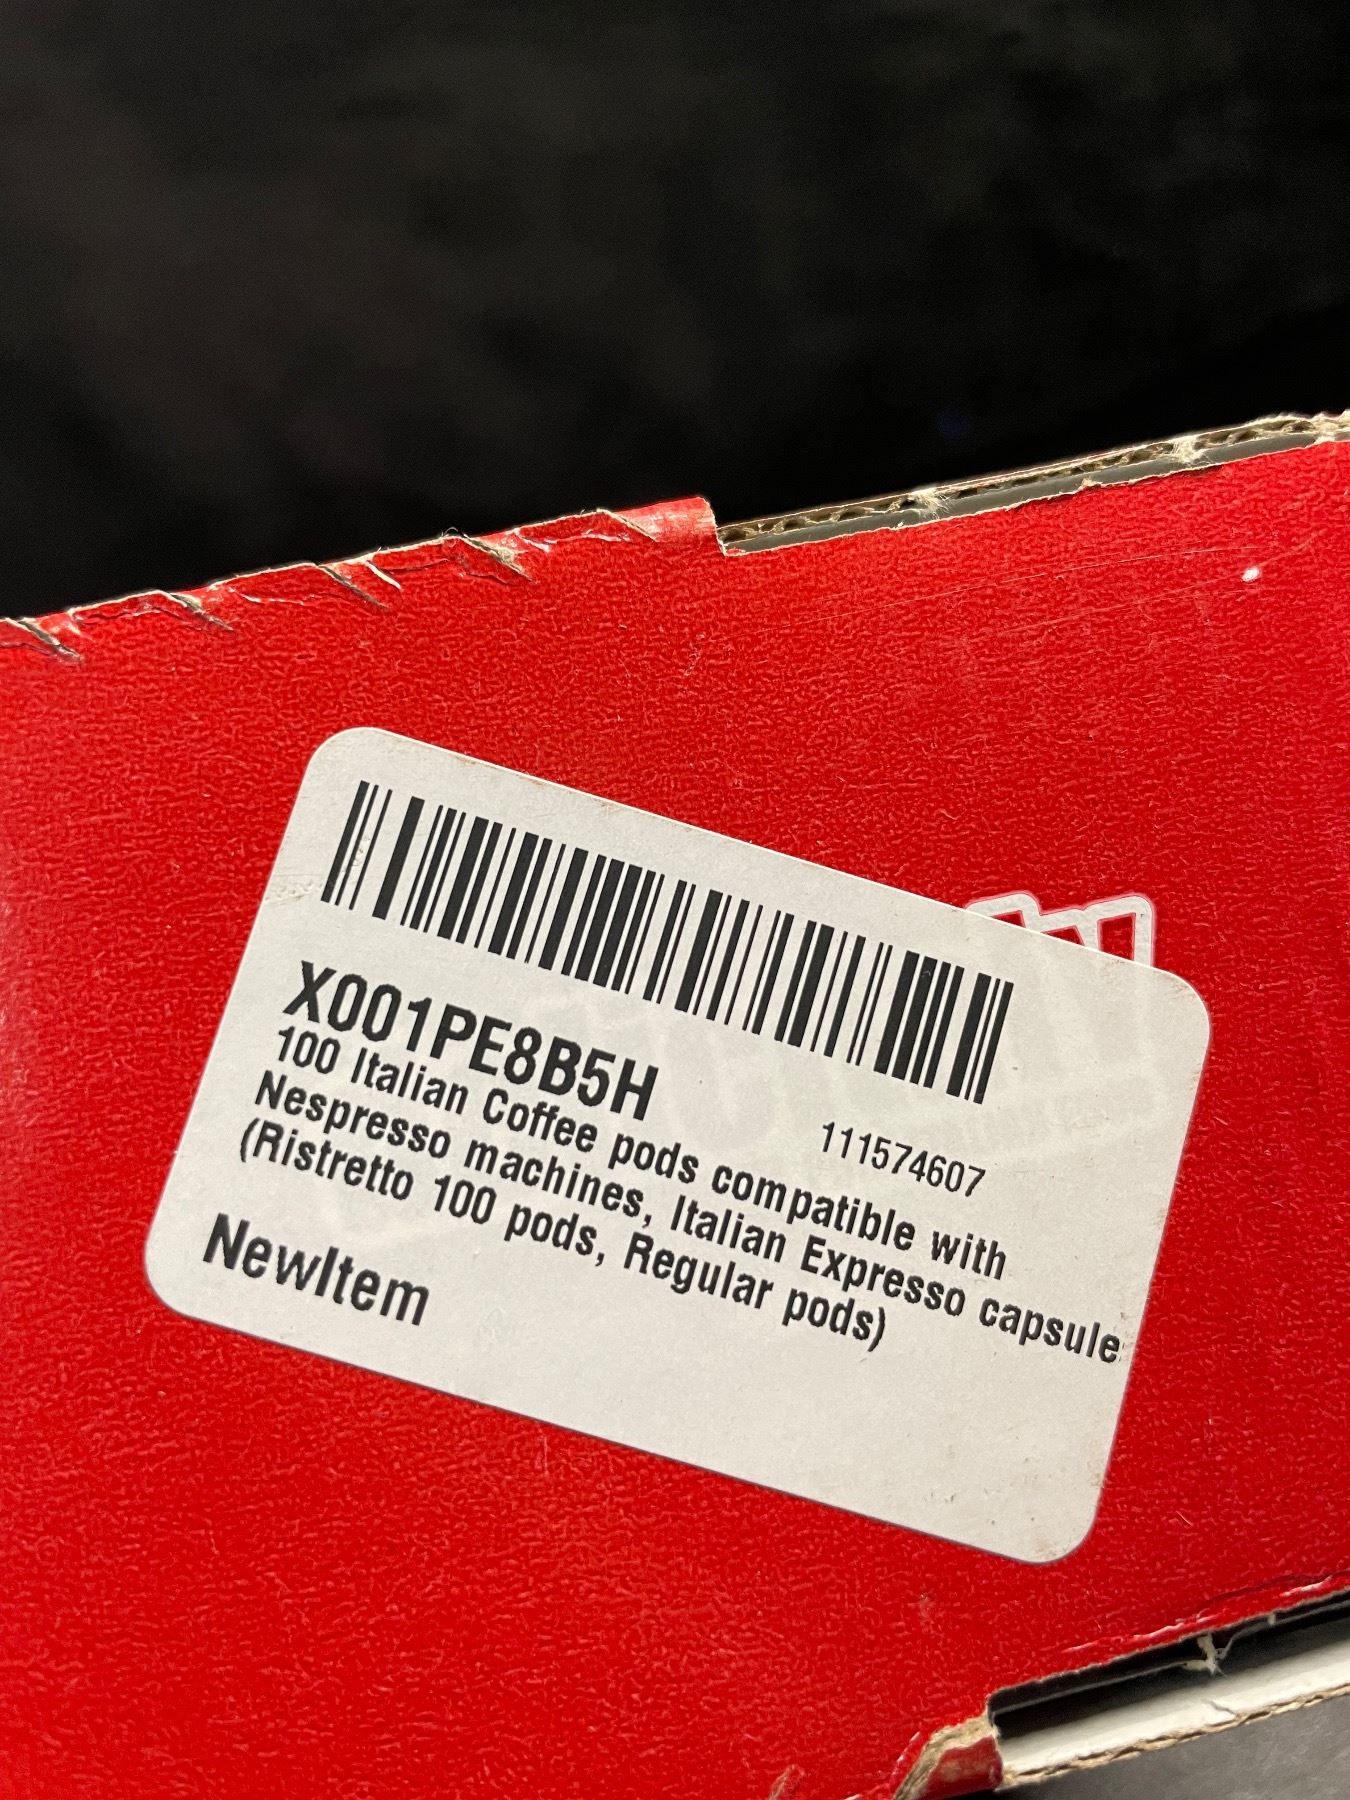 X001PE8B5H
111574607
100 Italian Coffee pods compatible with
Nespresso machines, Italian Expresso capsule
(Ristretto 100 pods, Regular pods)
NewItem